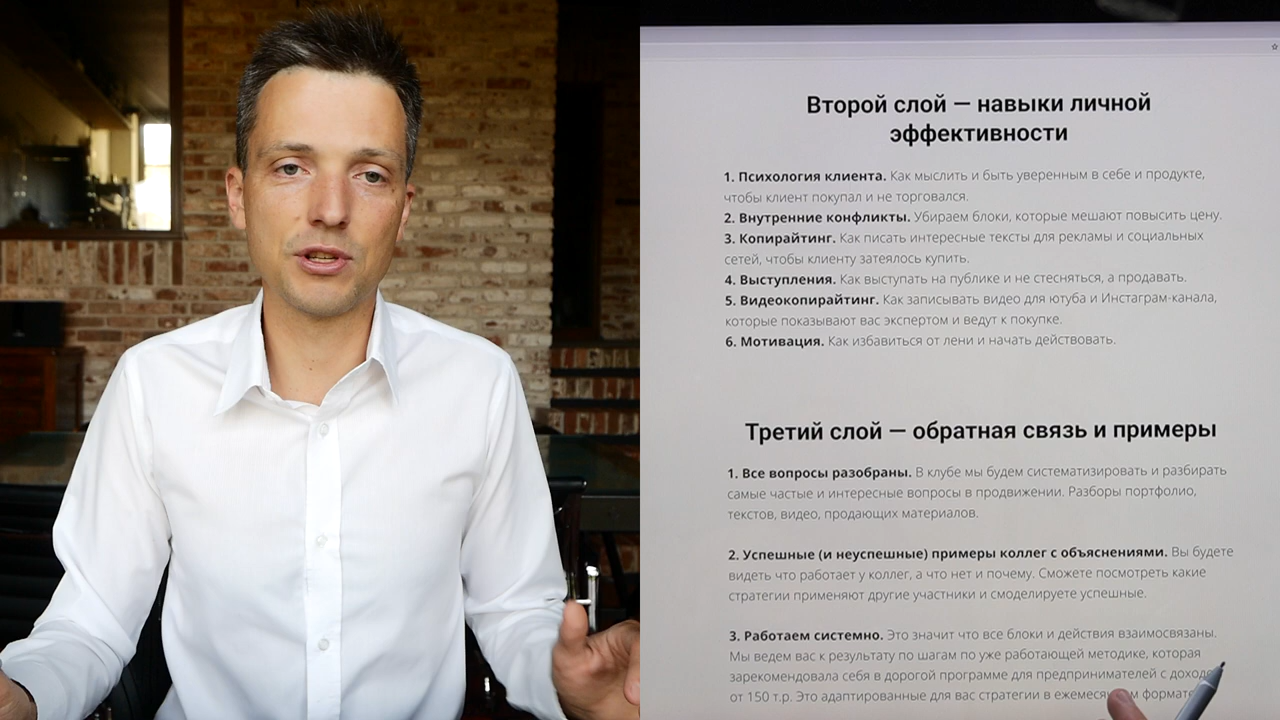 Второй слой — навыки личной
эффективности
1. Психология клиента. Как мыслить и быть уверенным в себе и продукте,
чтобы клиент покупал и не торговался.
2. Внутренние конфликты. Убираем блоки, которые мешают повысить цену.
3. Копирайтинг. Как писать интересные тексты для рекламы и социальных
сетей, чтобы клиенту затеялось купить.
4. Выступления. Как выступать на публике и не стесняться, а продавать.
5. Видеокопирайтинг. Как записывать видео для ютуба и Инстаграм-канала,
которые показывают вас экспертом и ведут к покупке.
6. Мотивация. Как избавиться от лени и начать действовать.
Третий слой — обратная связь и примеры
1. Все вопросы разобраны. В клубе мы будем систематизировать и разбирать
самые частые и интересные вопросы в продвижении. Разборы портфолио,
текстов, видео, продающих материалов.
2. Успешные (и неуспешные) примеры коллег с объяснениями. Вы будете
видеть что работает у коллег, а что нет и почему. Сможете посмотреть какие
стратегии применяют другие участники и смоделируете успешные.
3. Работаем системно. Это значит что все блоки и действия взаимосвязаны.
Мы ведем вас к результату по шагам по уже работающей методике, которая
зарекомендовала себя в дорогой программе для предпринимателей с
от 150 т.р. Это адаптированные для вас стратегии в